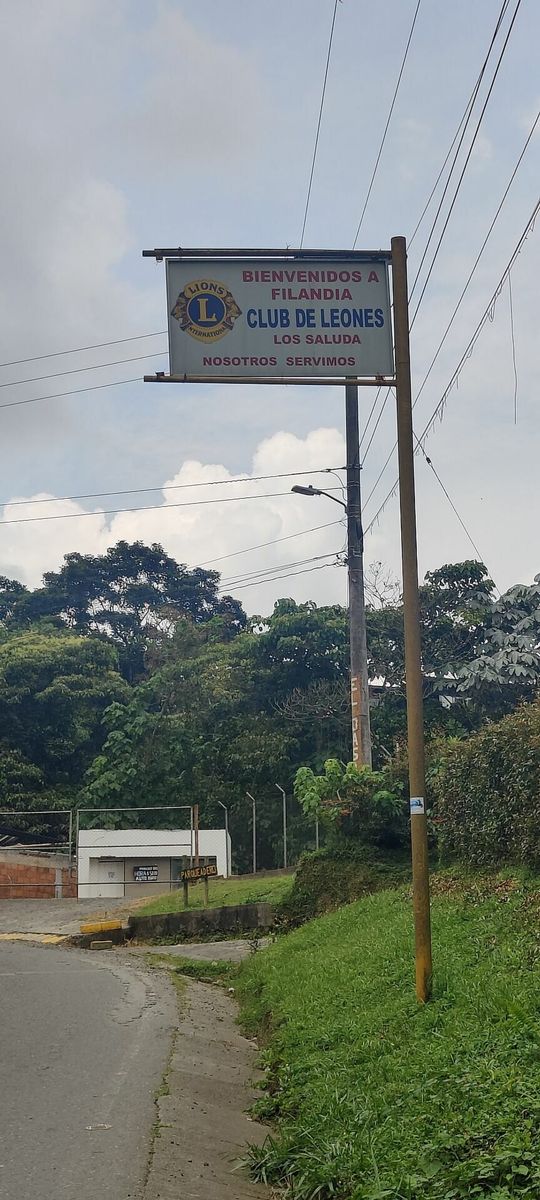 LIONS
L
INTERNATIONAL
BIENVENIDOS A
FILANDIA
CLUB DE LEONES
LOS SALUDA
NOSOTROS SERVIMOS
PARQUEADERO